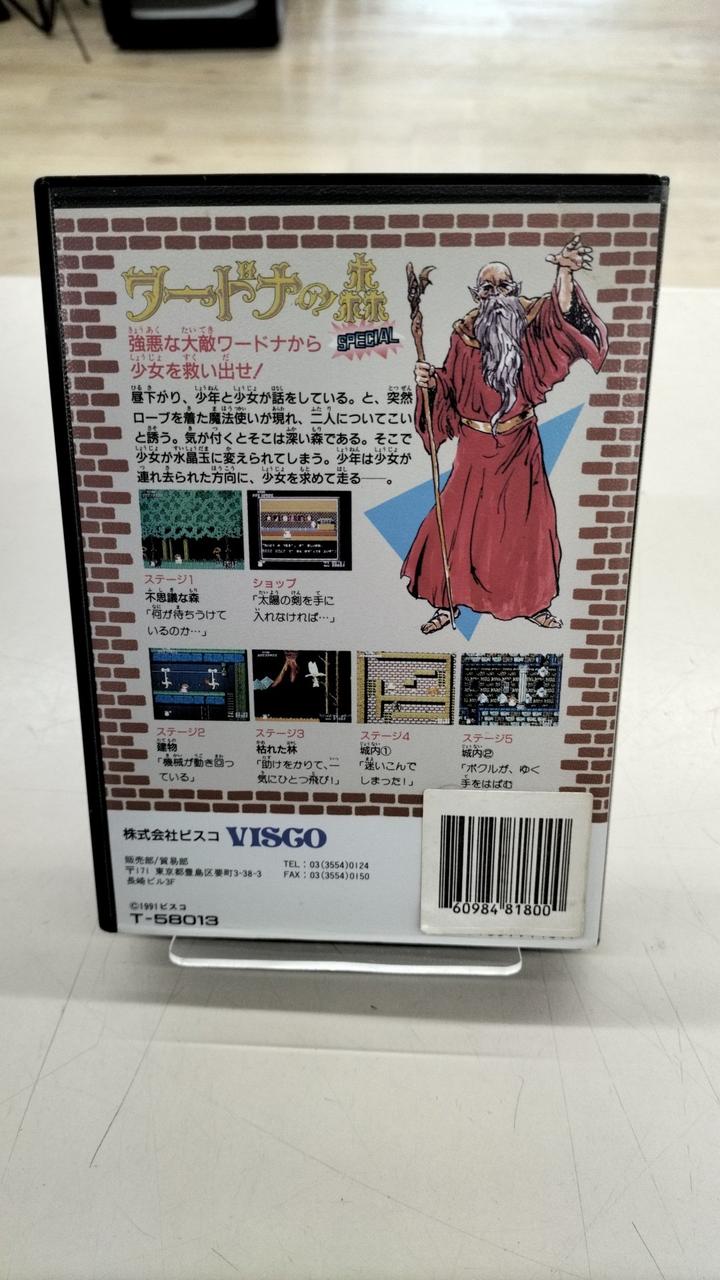 ワードナの森
SPECIAL
強悪な大敵ワードナから
少女を救い出せ!
昼下がり、少年と少女が話をしている。と、突然
ローブを着た魔法使いが現れ、二人についてこい
と誘う。気が付くとそこは深い森である。そこで
少女が水晶玉に変えられてしまう。少年は少女が
連れ去られた方向に、少女を求めて走る——。
ステージ1
不思議な森
「何が待ちうけて
いるのか…」
ショップ
「太陽の剣を手に
入れなければ…」
ステージ2
建物
「機械が動き回っ
ている」
ステージ3
枯れた林
「助けをかりて、一
気にひとつ飛び!」
ステージ4
城内①
「迷いこんで
しまった!」
ステージ5
城内②
「ボクルが、ゆく
手をはばむ
株式会社ビスコ VISCO
販売部/貿易部
〒171 東京都豊島区要町3-38-3
長崎ビル3F
TEL:03(3554)0124
FAX:03(3554)0150
©1991ビスコ
T-58013
60984 81800